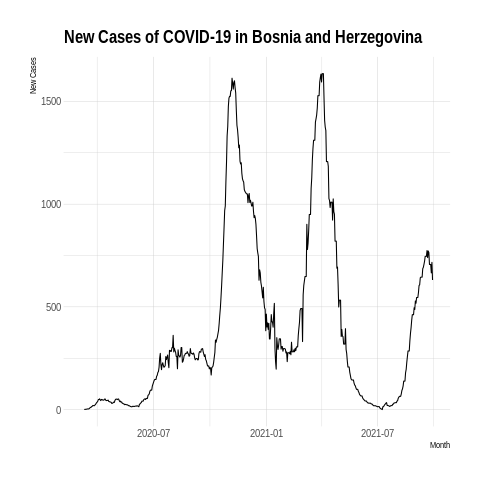 New Cases of COVID-19 in Bosnia and Herzegovina
New Cases
1500
1000
500
0
2020-07 2021-01 2021-07
Month